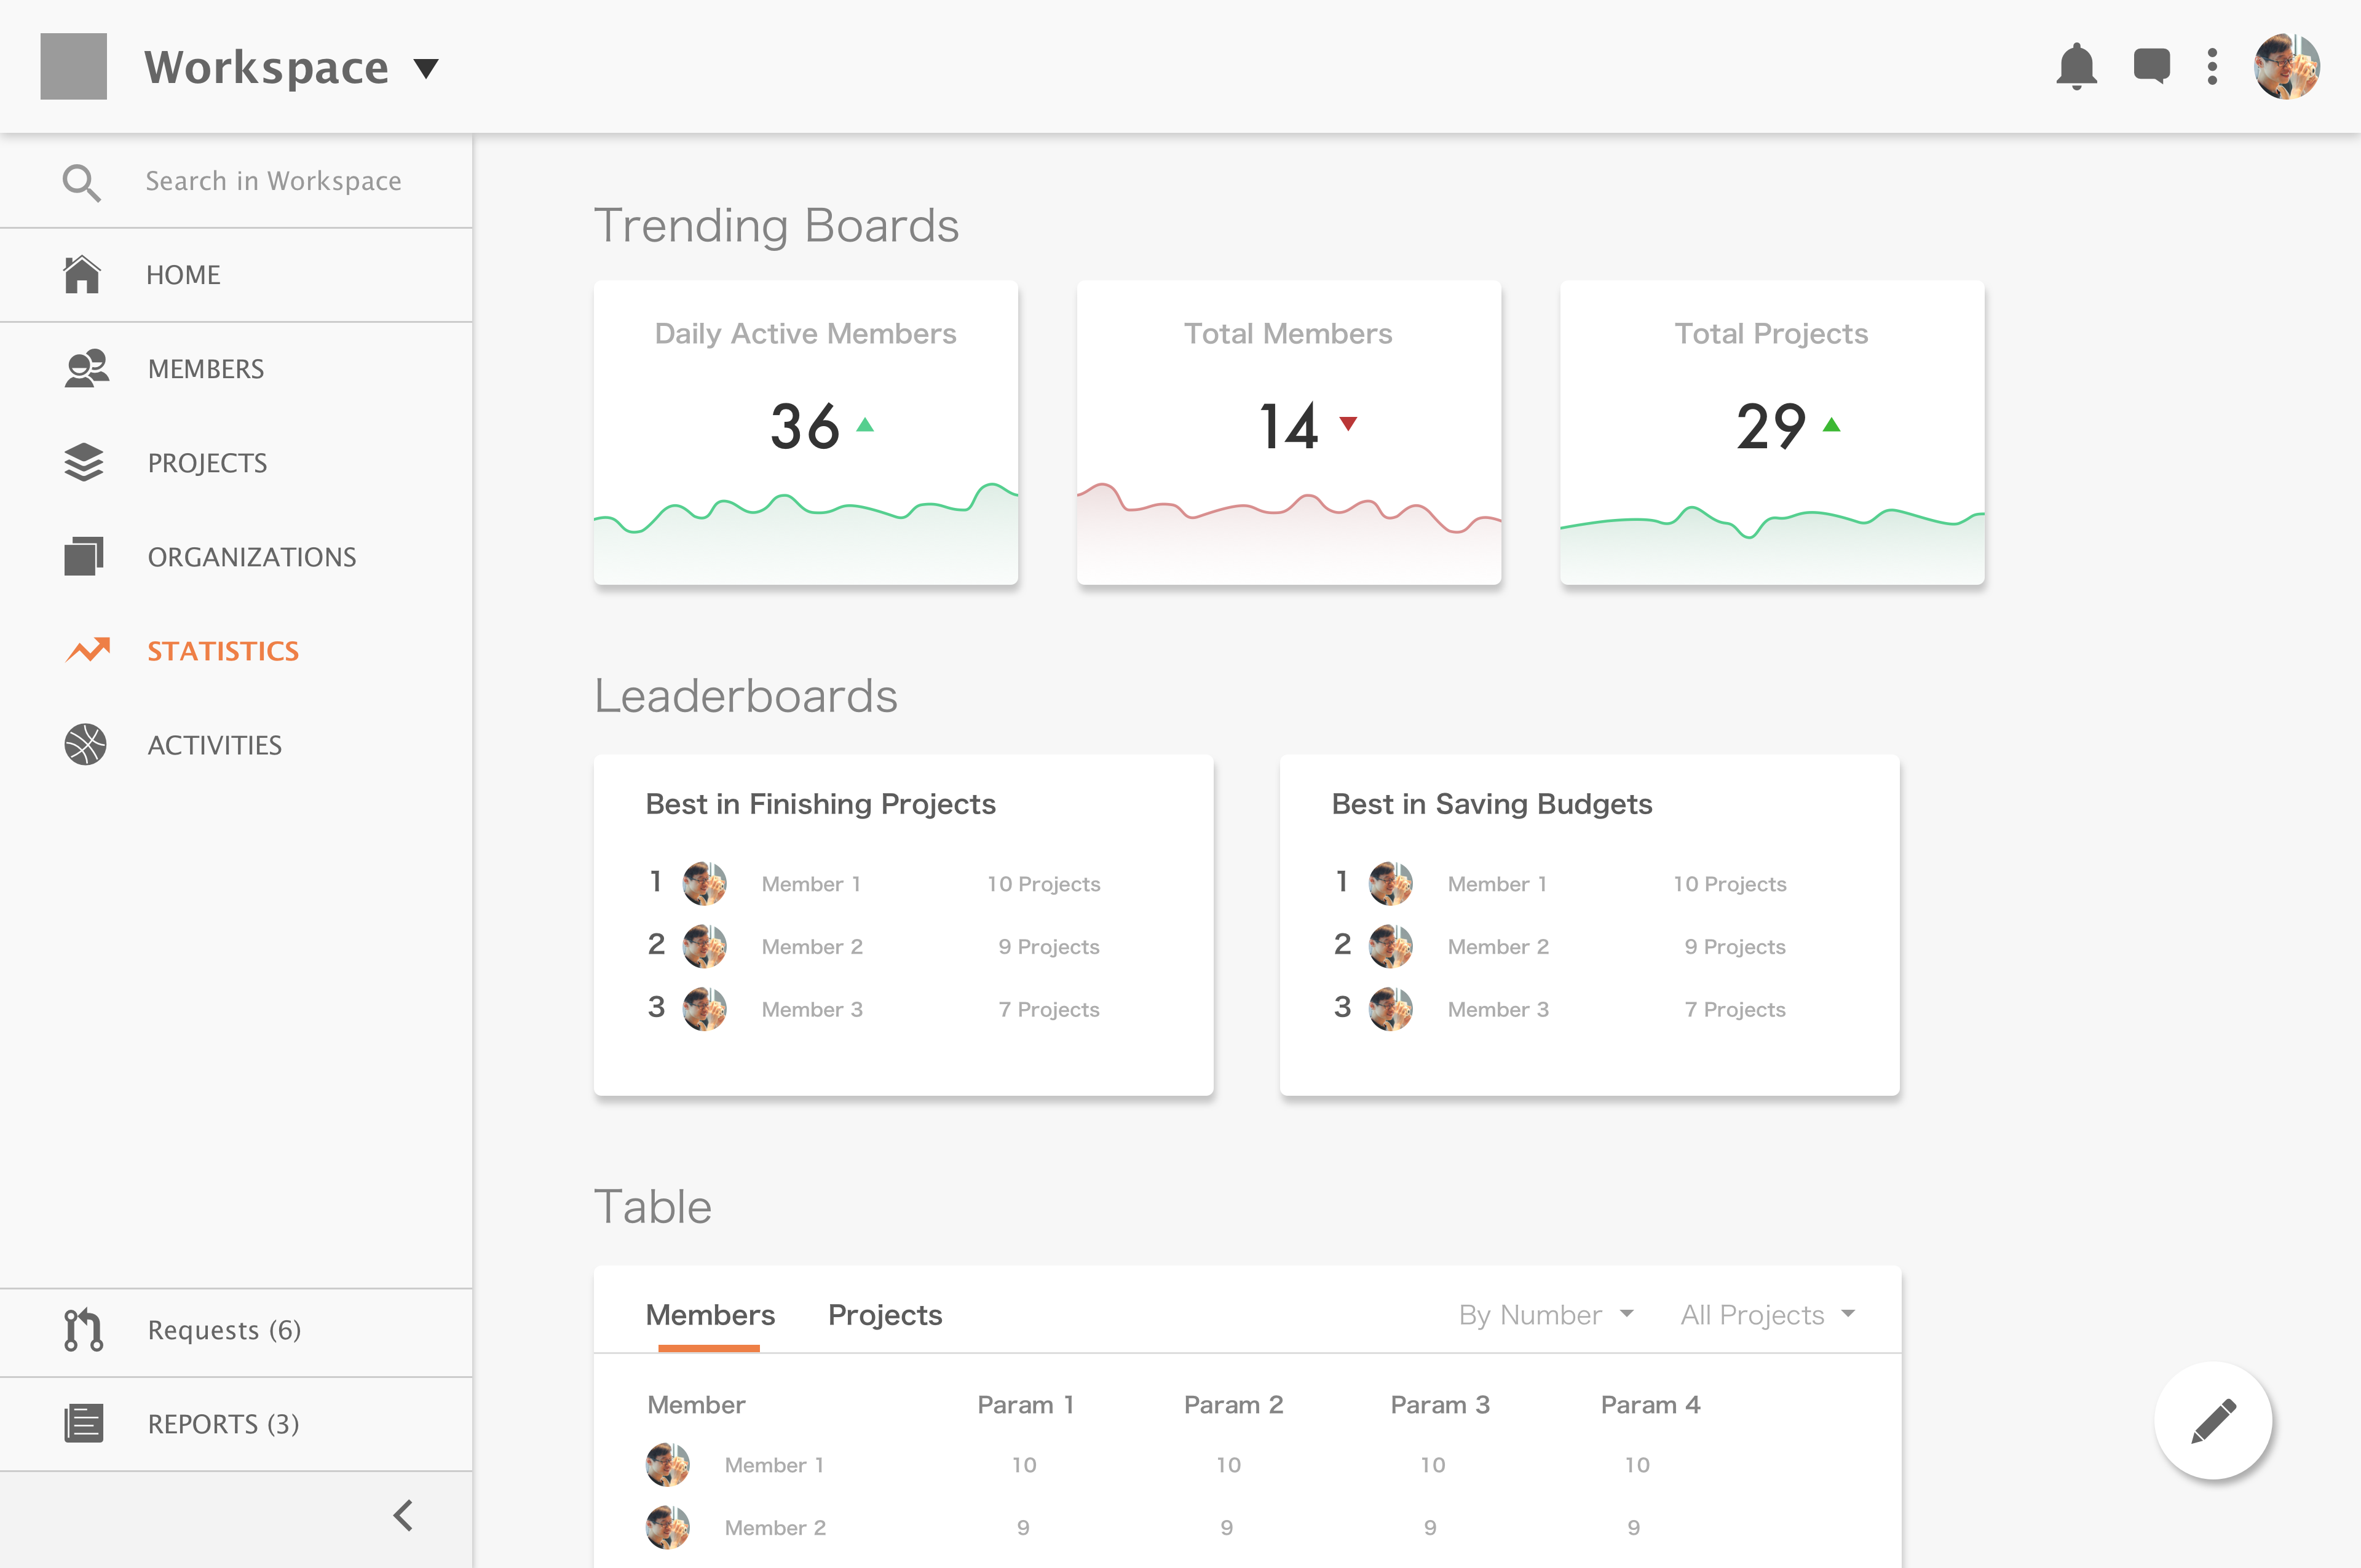 Workspace
Search in Workspace
HOME
MEMBERS
PROJECTS
ORGANIZATIONS
STATISTICS
ACTIVITIES
Requests (6)
REPORTS (3)
Trending Boards
Daily Active Members
36
Total Members
14
Total Projects
29
Leaderboards
Best in Finishing Projects
1 Member 1 10 Projects
2 Member 2 9 Projects
3 Member 3 7 Projects
Best in Saving Budgets
1 Member 1 10 Projects
2 Member 2 9 Projects
3 Member 3 7 Projects
Table
Members Projects By Number All Projects
Member Param 1 Param 2 Param 3 Param 4
Member 1 10 10 10 10
Member 2 9 9 9 9